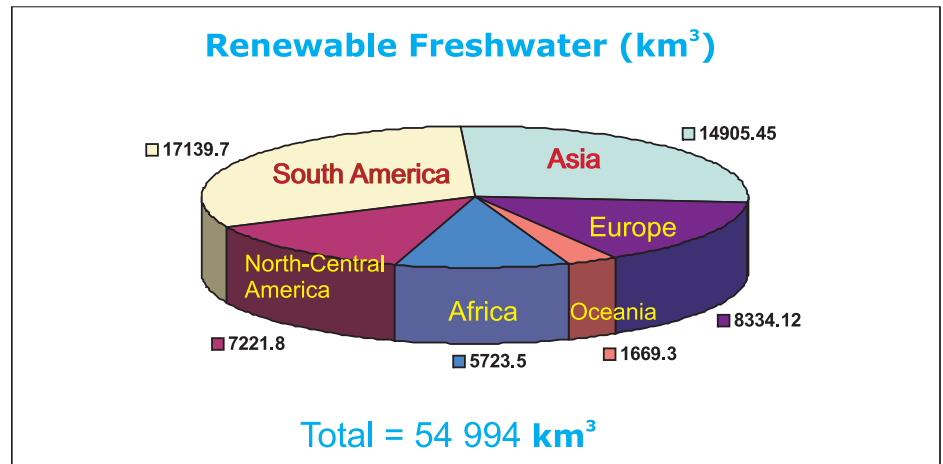 Renewable Freshwater (km³)
17139.7
14905.45
South America
Asia
Europe
North-Central
America
Africa
Oceania
8334.12
7221.8
5723.5
1669.3
Total = 54 994 km³